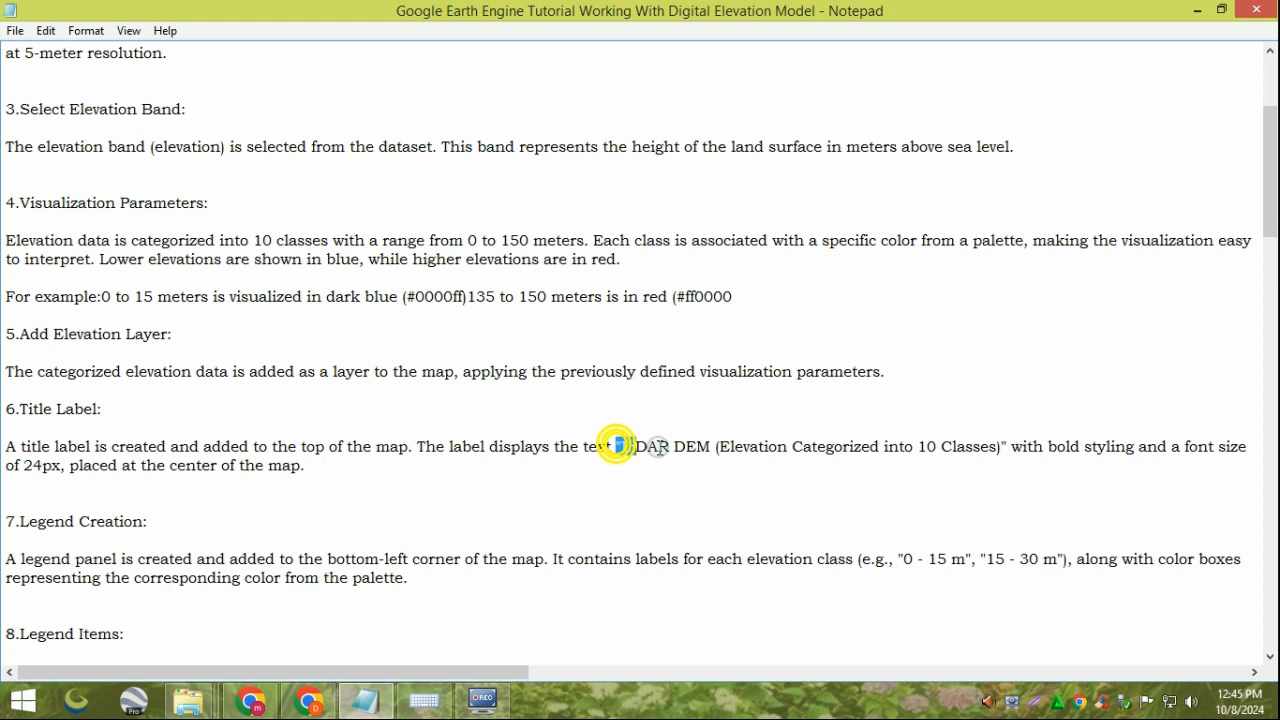 Google Earth Engine Tutorial Working With Digital Elevation Model - Notepad
File Edit Format View Help
at 5-meter resolution.
3.Select Elevation Band:
The elevation band (elevation) is selected from the dataset. This band represents the height of the land surface in meters above sea level.
4.Visualization Parameters:
Elevation data is categorized into 10 classes with a range from 0 to 150 meters. Each class is associated with a specific color from a palette, making the visualization easy
to interpret. Lower elevations are shown in blue, while higher elevations are in red.
For example:0 to 15 meters is visualized in dark blue (#0000ff)135 to 150 meters is in red (#ff0000
5.Add Elevation Layer:
The categorized elevation data is added as a layer to the map, applying the previously defined visualization parameters.
6.Title Label:
A title label is created and added to the top of the map. The label displays the text "LiDAR DEM (Elevation Categorized into 10 Classes)" with bold styling and a font size
of 24px, placed at the center of the map.
7.Legend Creation:
A legend panel is created and added to the bottom-left corner of the map. It contains labels for each elevation class (e.g., "0 - 15 m", "15 - 30 m"), along with color boxes
representing the corresponding color from the palette.
8.Legend Items:
Pro
m
D
REC
12:45 PM
10/8/2024